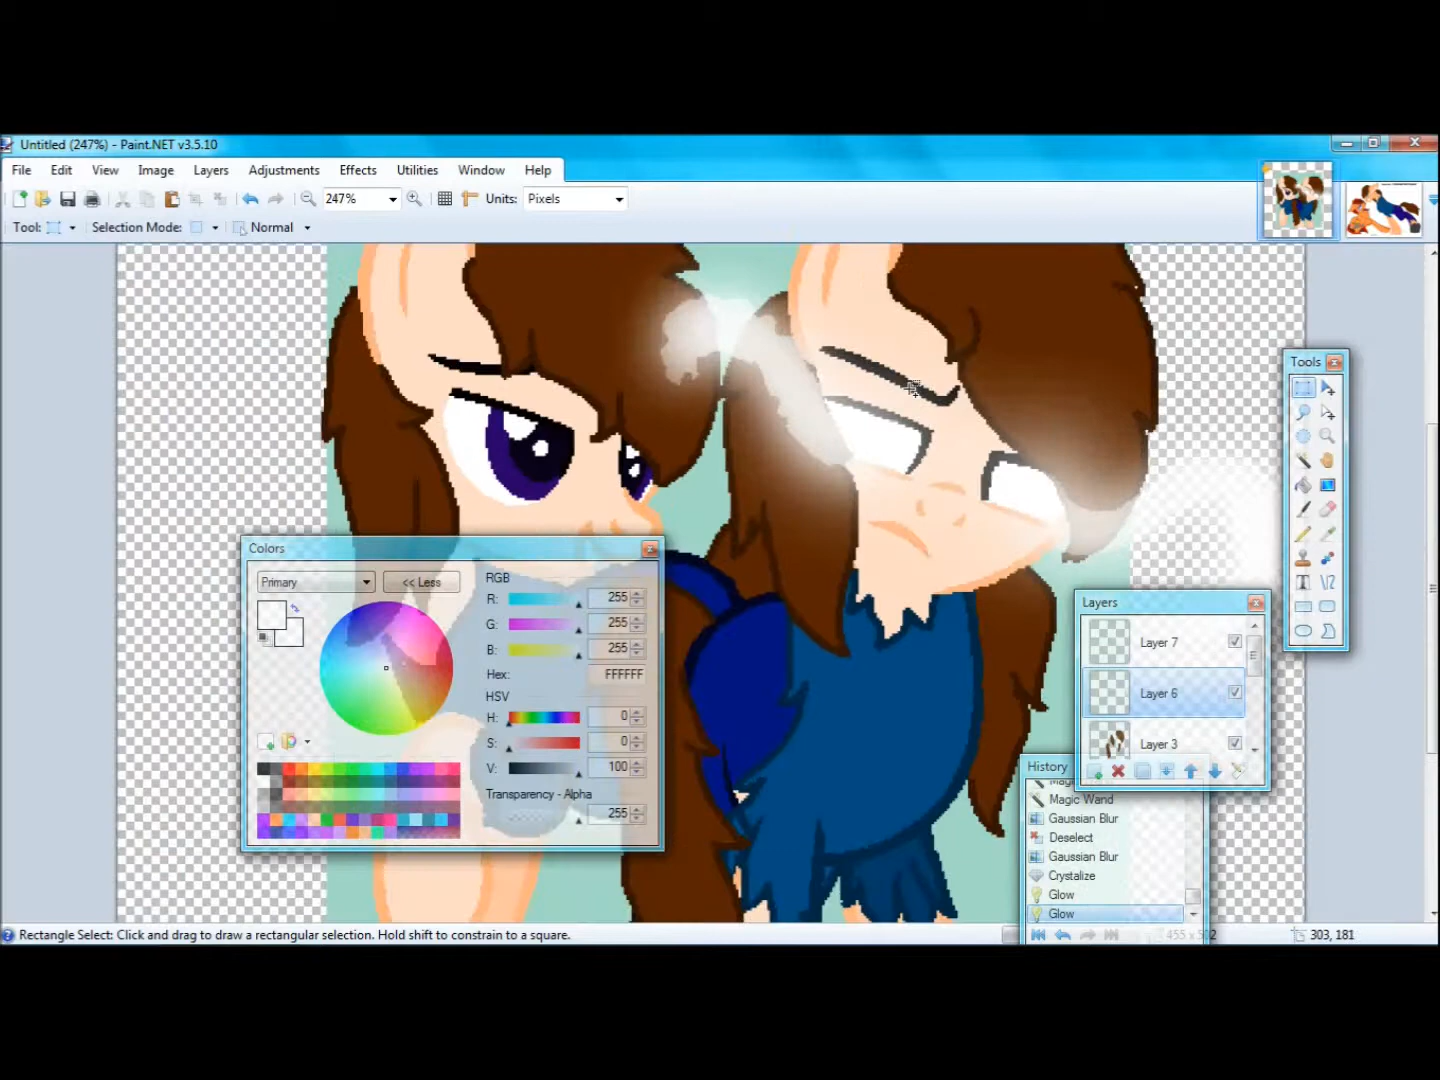 Untitled (247%) - Paint.NET v3.5.10
File Edit View Image Layers Adjustments Effects Utilities Window Help
247% Units: Pixels
Tool: Selection Mode: Normal
Tools
Colors
Primary << Less
RGB
R: 255
G: 255
B: 255
Hex: FFFFFF
HSV
H: 0
S: 0
V: 100
Transparency - Alpha
255
Layers
Layer 7
Layer 6
Layer 3
History
Magic Wand
Gaussian Blur
Deselect
Gaussian Blur
Crystalize
Glow
Glow
Rectangle Select: Click and drag to draw a rectangular selection. Hold shift to constrain to a square.
303, 181